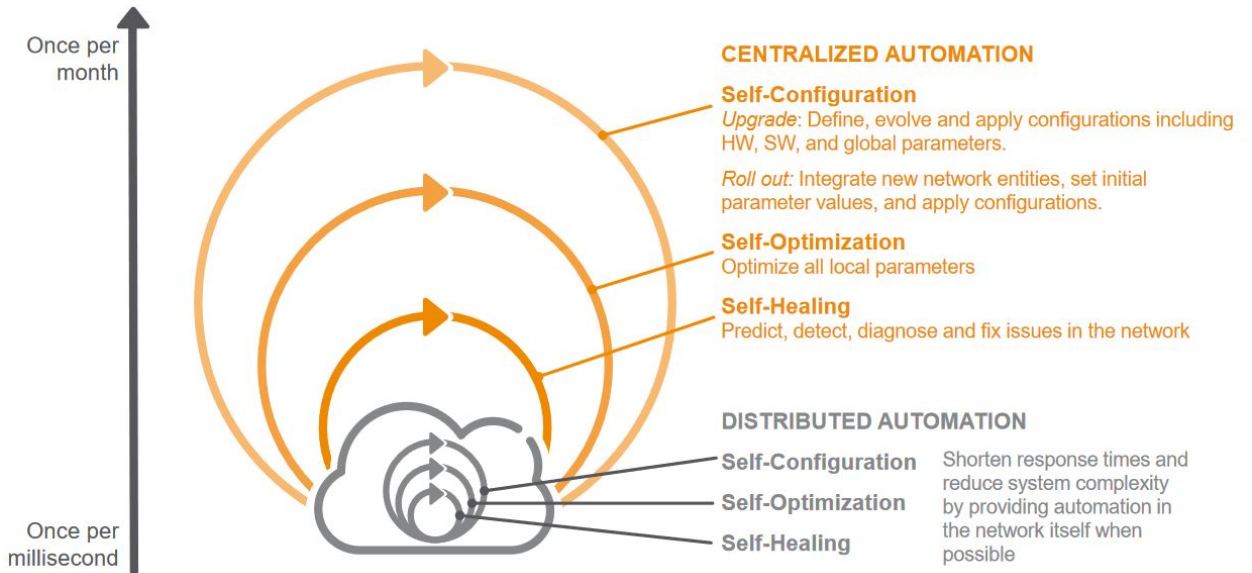 Once per
month
CENTRALIZED AUTOMATION
Self-Configuration
Upgrade: Define, evolve and apply configurations including
HW, SW, and global parameters.
Roll out: Integrate new network entities, set initial
parameter values, and apply configurations.
Self-Optimization
Optimize all local parameters
Self-Healing
Predict, detect, diagnose and fix issues in the network
DISTRIBUTED AUTOMATION
Self-Configuration
Self-Optimization
Self-Healing
Shorten response times and
reduce system complexity
by providing automation in
the network itself when
possible
Once per
millisecond